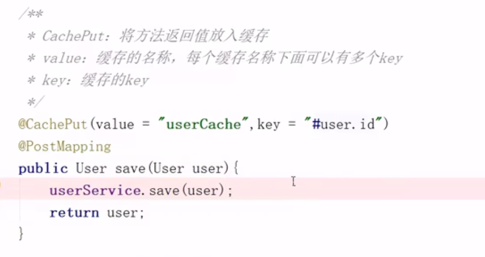 /**
 * CachePut：将方法返回值放入缓存
 * value：缓存的名称，每个缓存名称下面可以有多个key
 * key：缓存的key
 */
@CachePut(value = "userCache",key = "#user.id")
@PostMapping
public User save(User user){
    userService.save(user);
    return user;
}